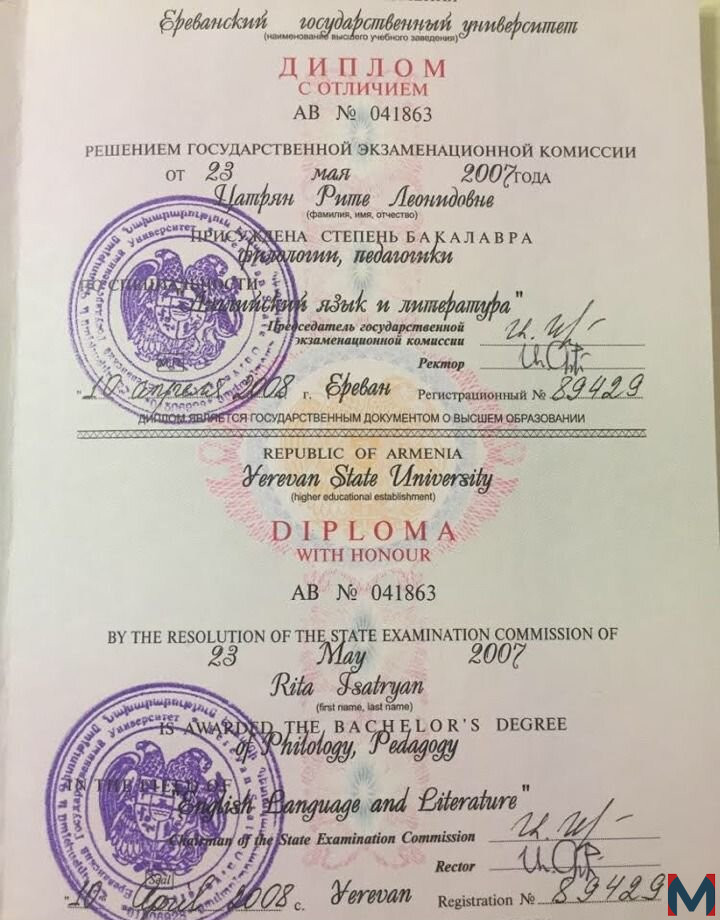 Ереванский государственный университет
(наименование высшего учебного заведения)
ДИПЛОМ
С ОТЛИЧИЕМ
АВ № 041863
РЕШЕНИЕМ ГОСУДАРСТВЕННОЙ ЭКЗАМЕНАЦИОННОЙ КОМИССИИ
ОТ 23 мая 2007 ГОДА
Цатрян Рите Леонидовне
(фамилия, имя, отчество)
ПРИСУЖДЕНА СТЕПЕНЬ БАКАЛАВРА
филологии, педагогики
ПО СПЕЦИАЛЬНОСТИ
Английский язык и литература"
Председатель государственной
экзаменационной комиссии
Ректор
"10 апреля 2008 г. Ереван Регистрационный № 89429
ДИПЛОМ ЯВЛЯЕТСЯ ГОСУДАРСТВЕННЫМ ДОКУМЕНТОМ О ВЫСШЕМ ОБРАЗОВАНИИ
REPUBLIC OF ARMENIA
Yerevan State University
(higher educational establishment)
DIPLOMA
WITH HONOUR
AB № 041863
BY THE RESOLUTION OF THE STATE EXAMINATION COMMISSION OF
23 May 2007
Rita Tsatryan
(first name, last name)
IS AWARDED THE BACHELOR'S DEGREE
of Philology, Pedagogy
IN THE FIELD OF
English Language and Literature"
Chairman of the State Examination Commission
Rector
Seal
"10 April 2008 c. Yerevan Registration № 89429
M